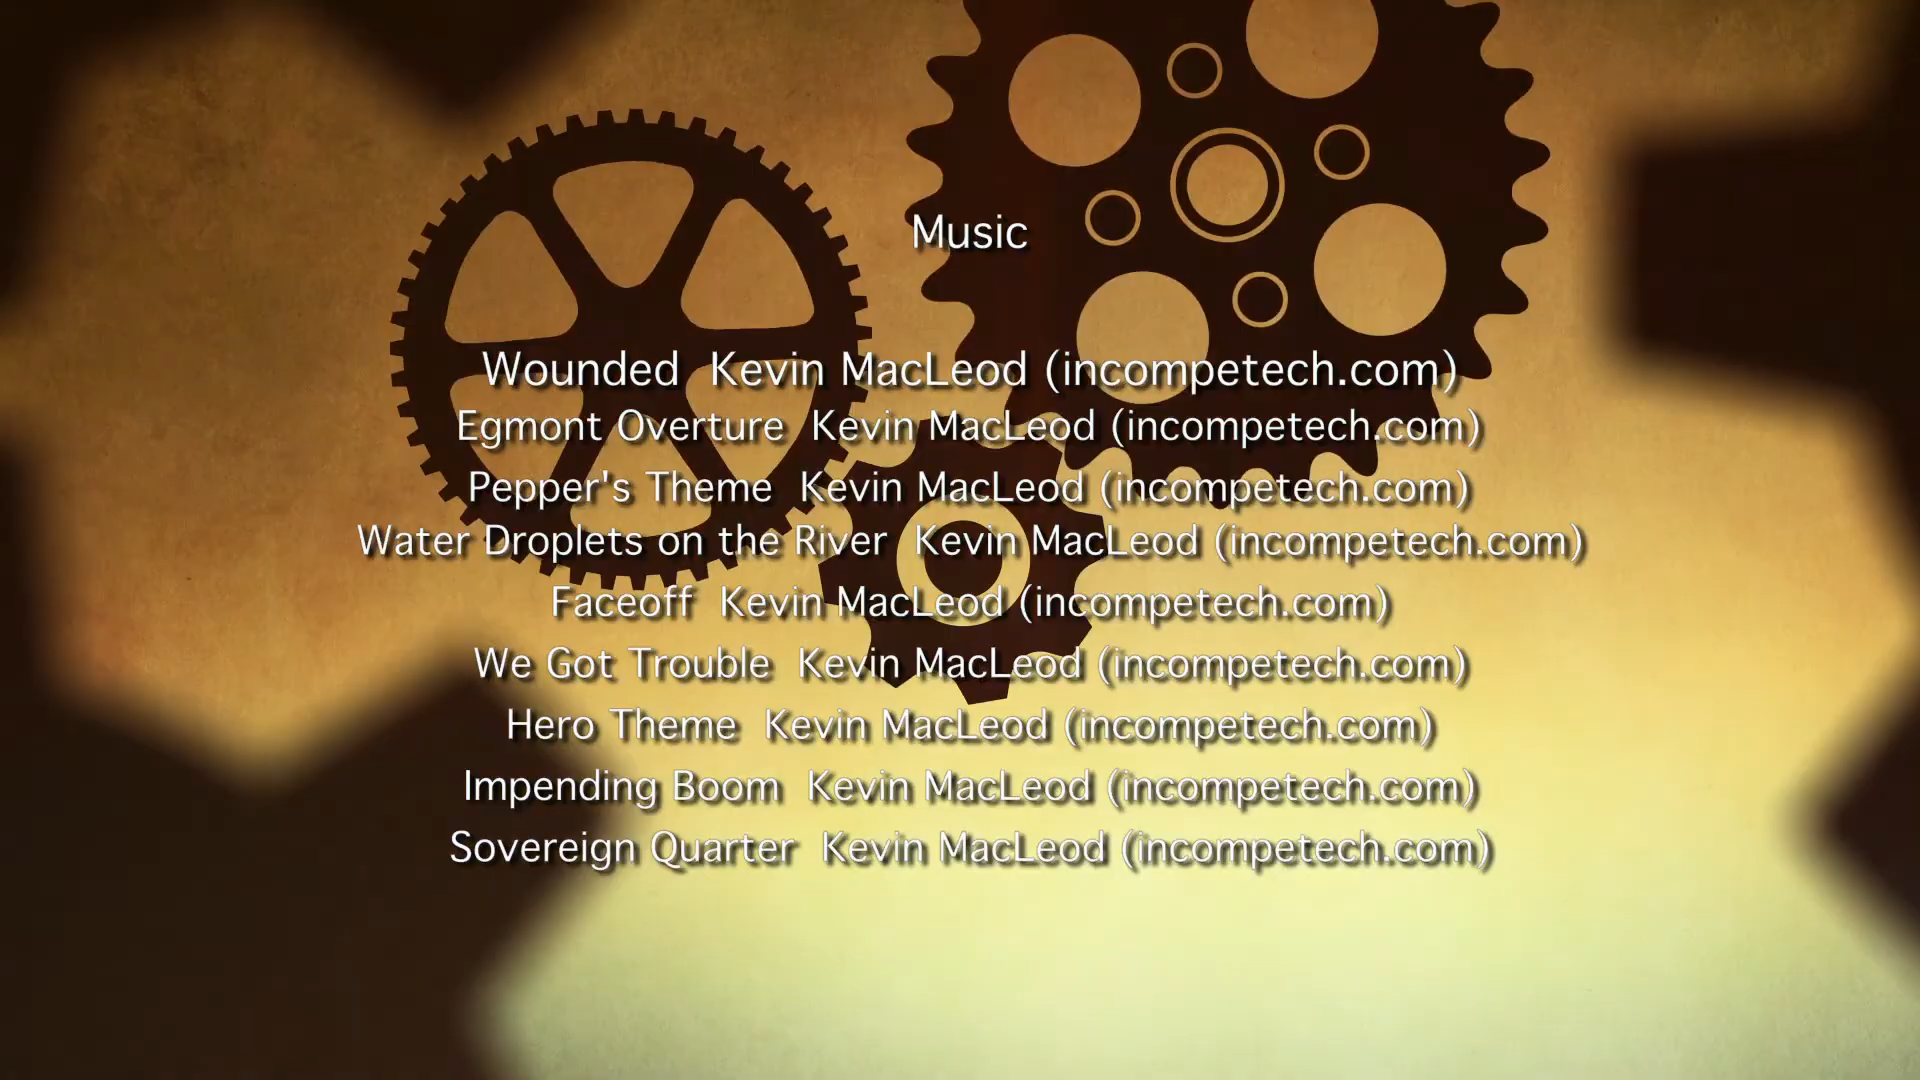 Music
Wounded Kevin MacLeod (incompetech.com)
Egmont Overture Kevin MacLeod (incompetech.com)
Pepper's Theme Kevin MacLeod (incompetech.com)
Water Droplets on the River Kevin MacLeod (incompetech.com)
Faceoff Kevin MacLeod (incompetech.com)
We Got Trouble Kevin MacLeod (incompetech.com)
Hero Theme Kevin MacLeod (incompetech.com)
Impending Boom Kevin MacLeod (incompetech.com)
Sovereign Quarter Kevin MacLeod (incompetech.com)